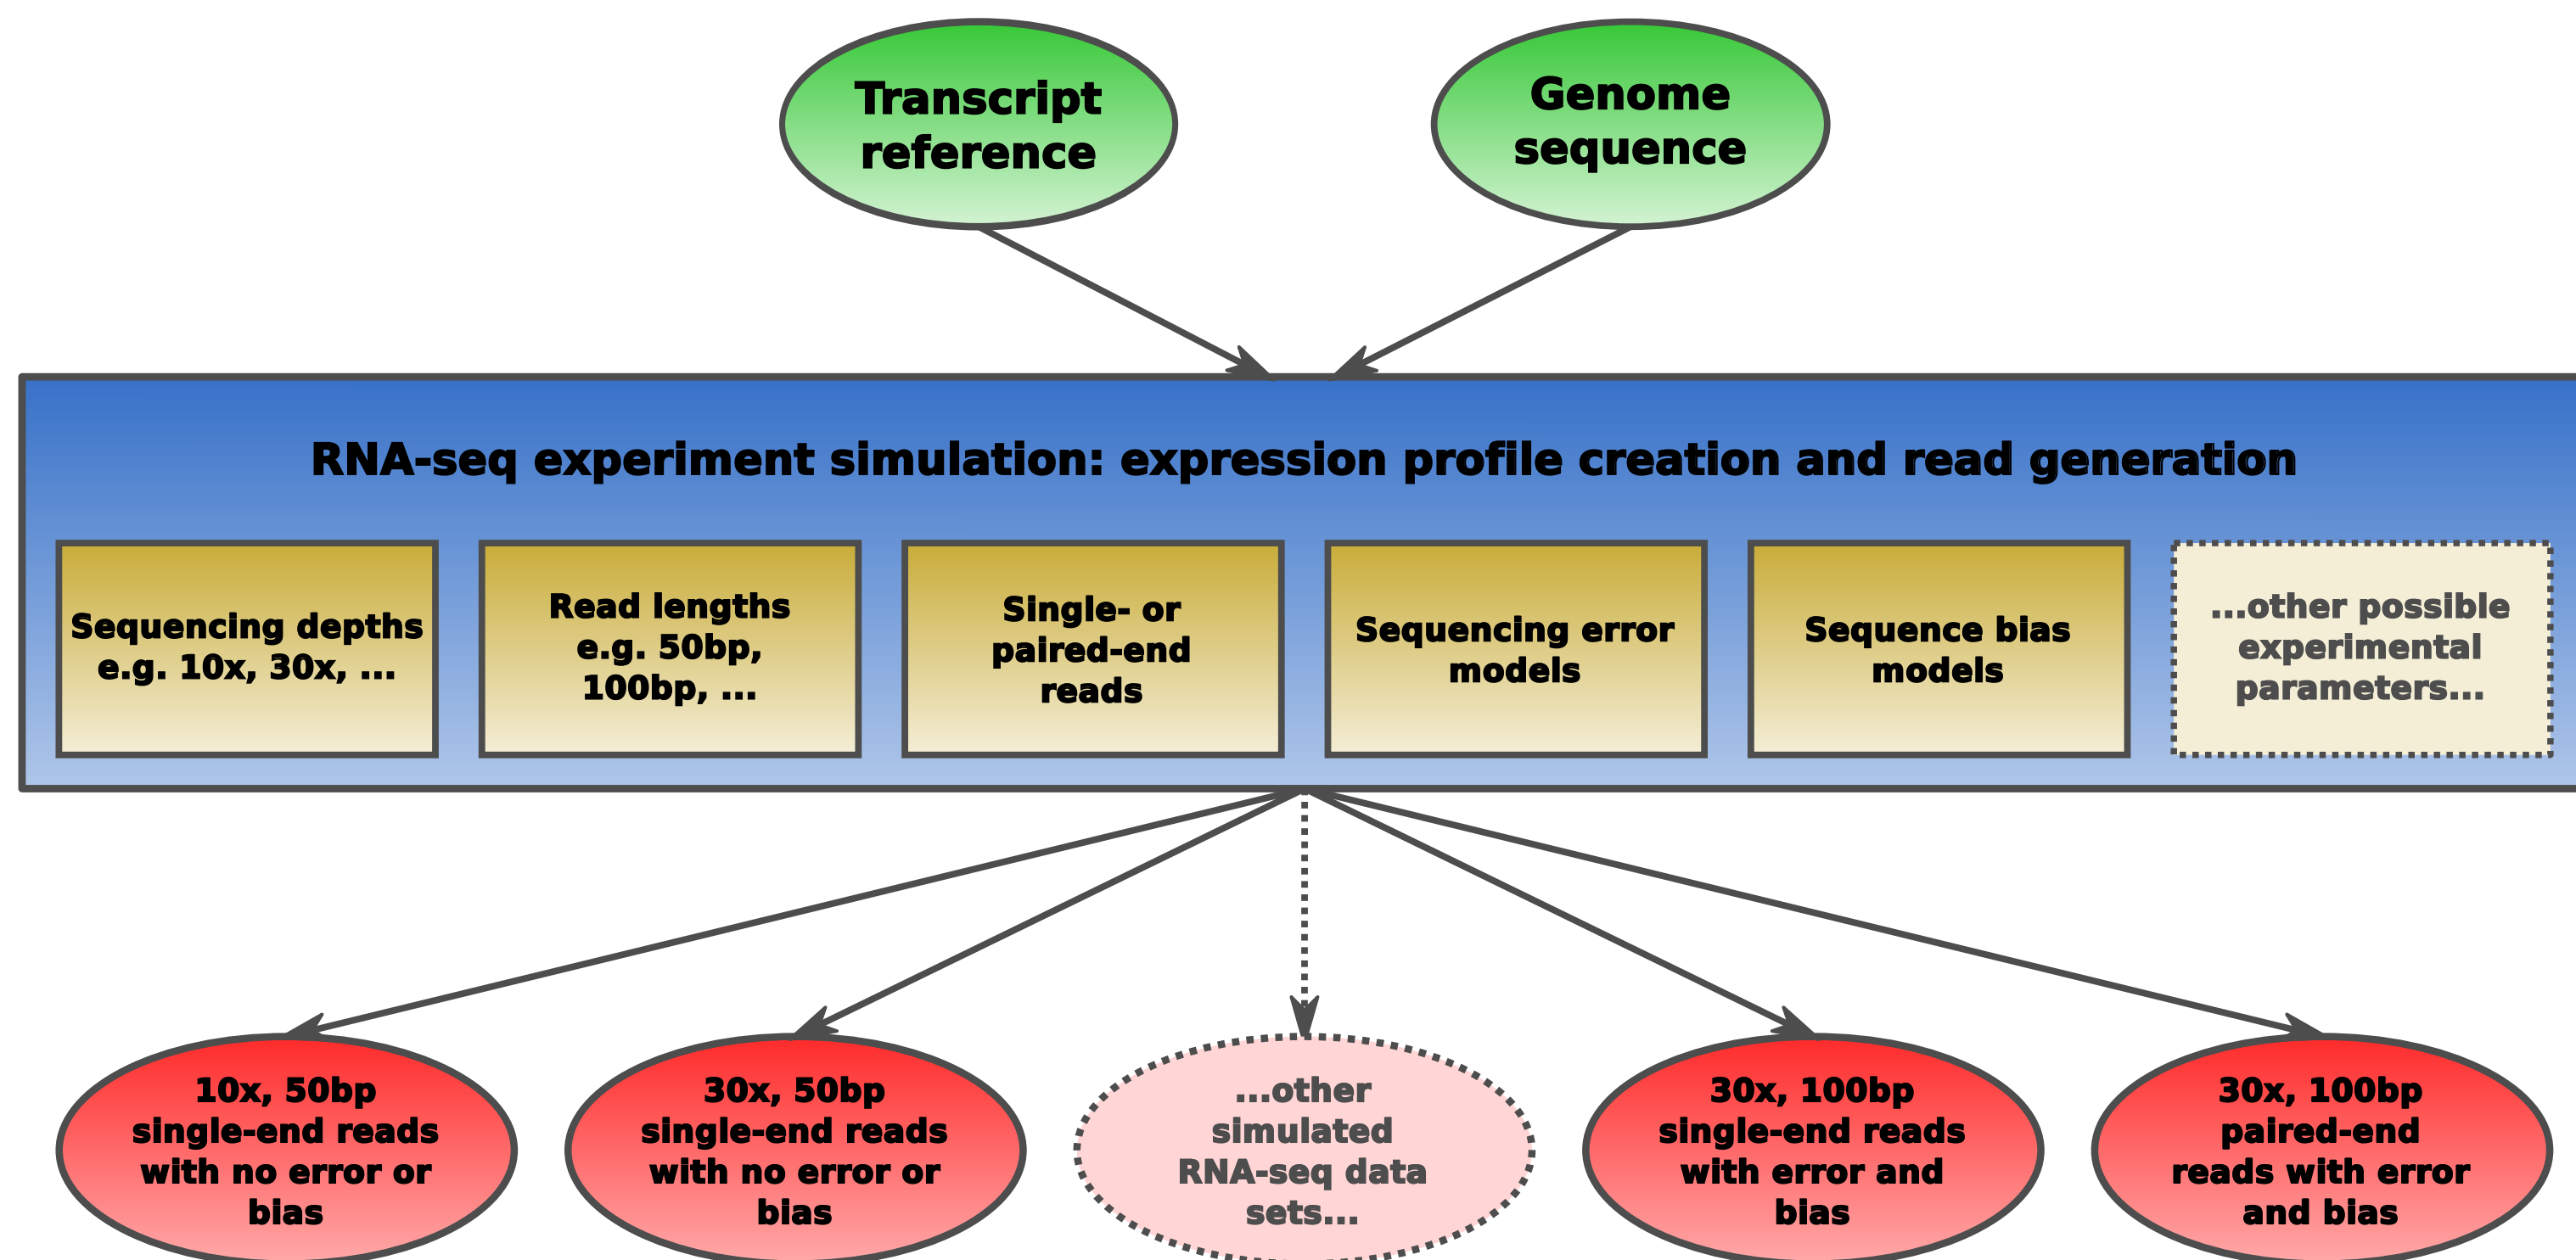 Transcript
reference
Genome
sequence
RNA-seq experiment simulation: expression profile creation and read generation
Sequencing depths
e.g. 10x, 30x, ...
Read lengths
e.g. 50bp,
100bp, ...
Single- or
paired-end
reads
Sequencing error
models
Sequence bias
models
...other possible
experimental
parameters...
10x, 50bp
single-end reads
with no error or
bias
30x, 50bp
single-end reads
with no error or
bias
...other
simulated
RNA-seq data
sets...
30x, 100bp
single-end reads
with error and
bias
30x, 100bp
paired-end
reads with error
and bias